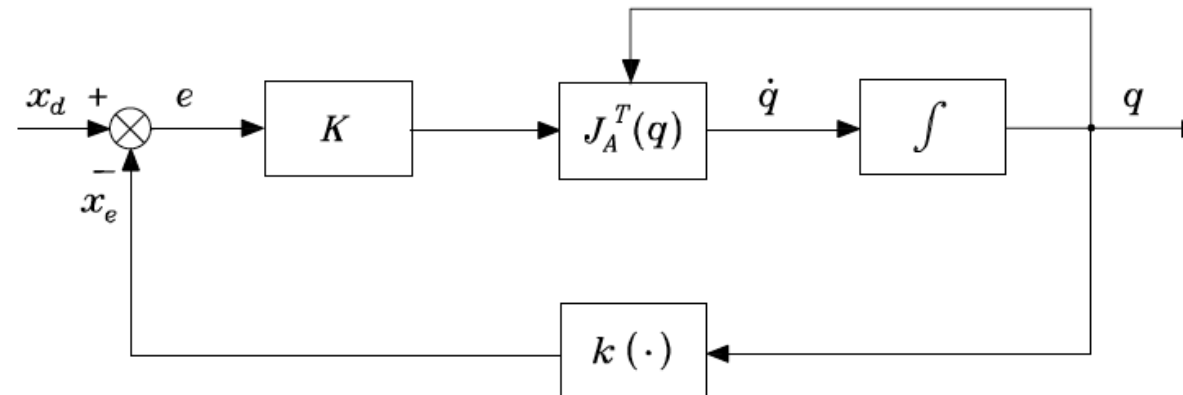 x_d + e K J_A^T(q) q̇ ∫ q
−
x_e
k (·)